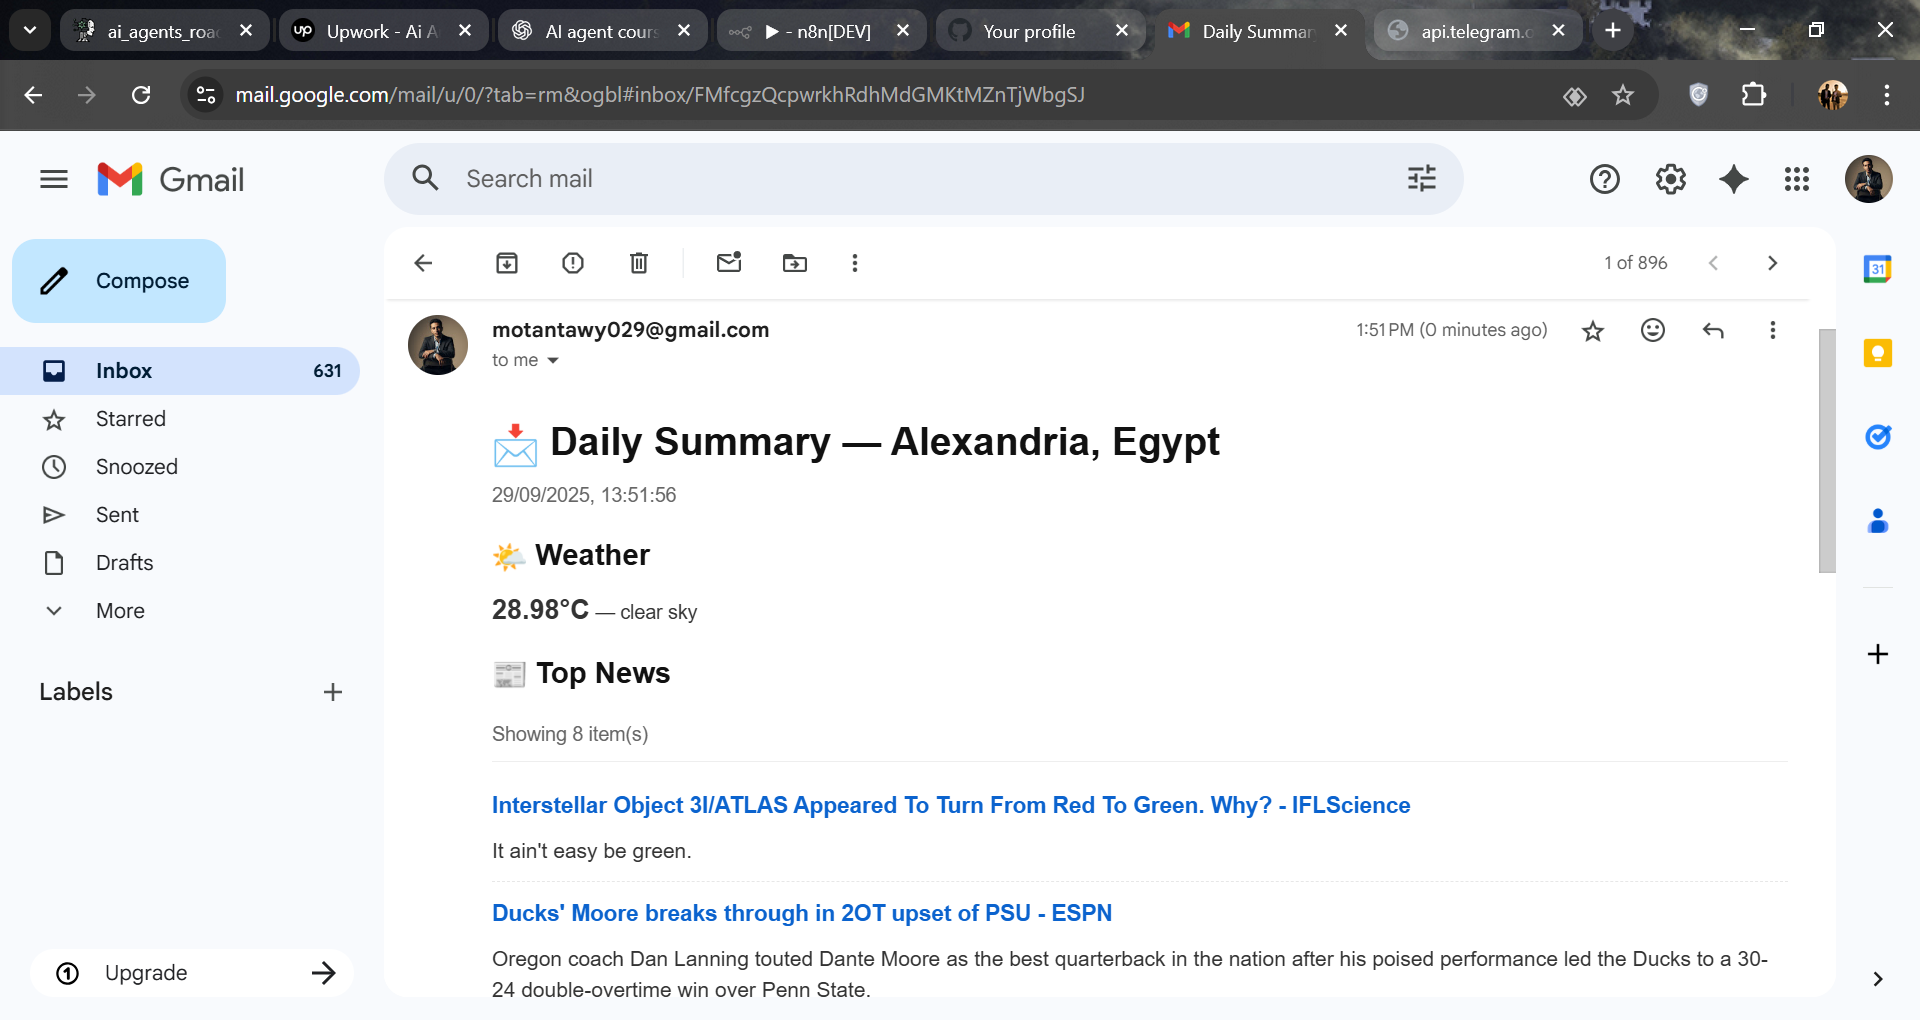 ai_agents_roa
Upwork - Ai A
AI agent cours
▶ - n8n[DEV]
Your profile
Daily Summar
api.telegram.o
mail.google.com/mail/u/0/?tab=rm&ogbl#inbox/FMfcgzQcpwrkhRdhMdGMKtMZnTjWbgSJ
Gmail
Search mail
Compose
1 of 896
Inbox 631
Starred
Snoozed
Sent
Drafts
More
Labels
Upgrade
motantawy029@gmail.com
1:51 PM (0 minutes ago)
to me
📩 Daily Summary — Alexandria, Egypt
29/09/2025, 13:51:56
🌤️ Weather
28.98°C — clear sky
📰 Top News
Showing 8 item(s)
Interstellar Object 3I/ATLAS Appeared To Turn From Red To Green. Why? - IFLScience
It ain't easy be green.
Ducks' Moore breaks through in 2OT upset of PSU - ESPN
Oregon coach Dan Lanning touted Dante Moore as the best quarterback in the nation after his poised performance led the Ducks to a 30-
24 double-overtime win over Penn State.
31